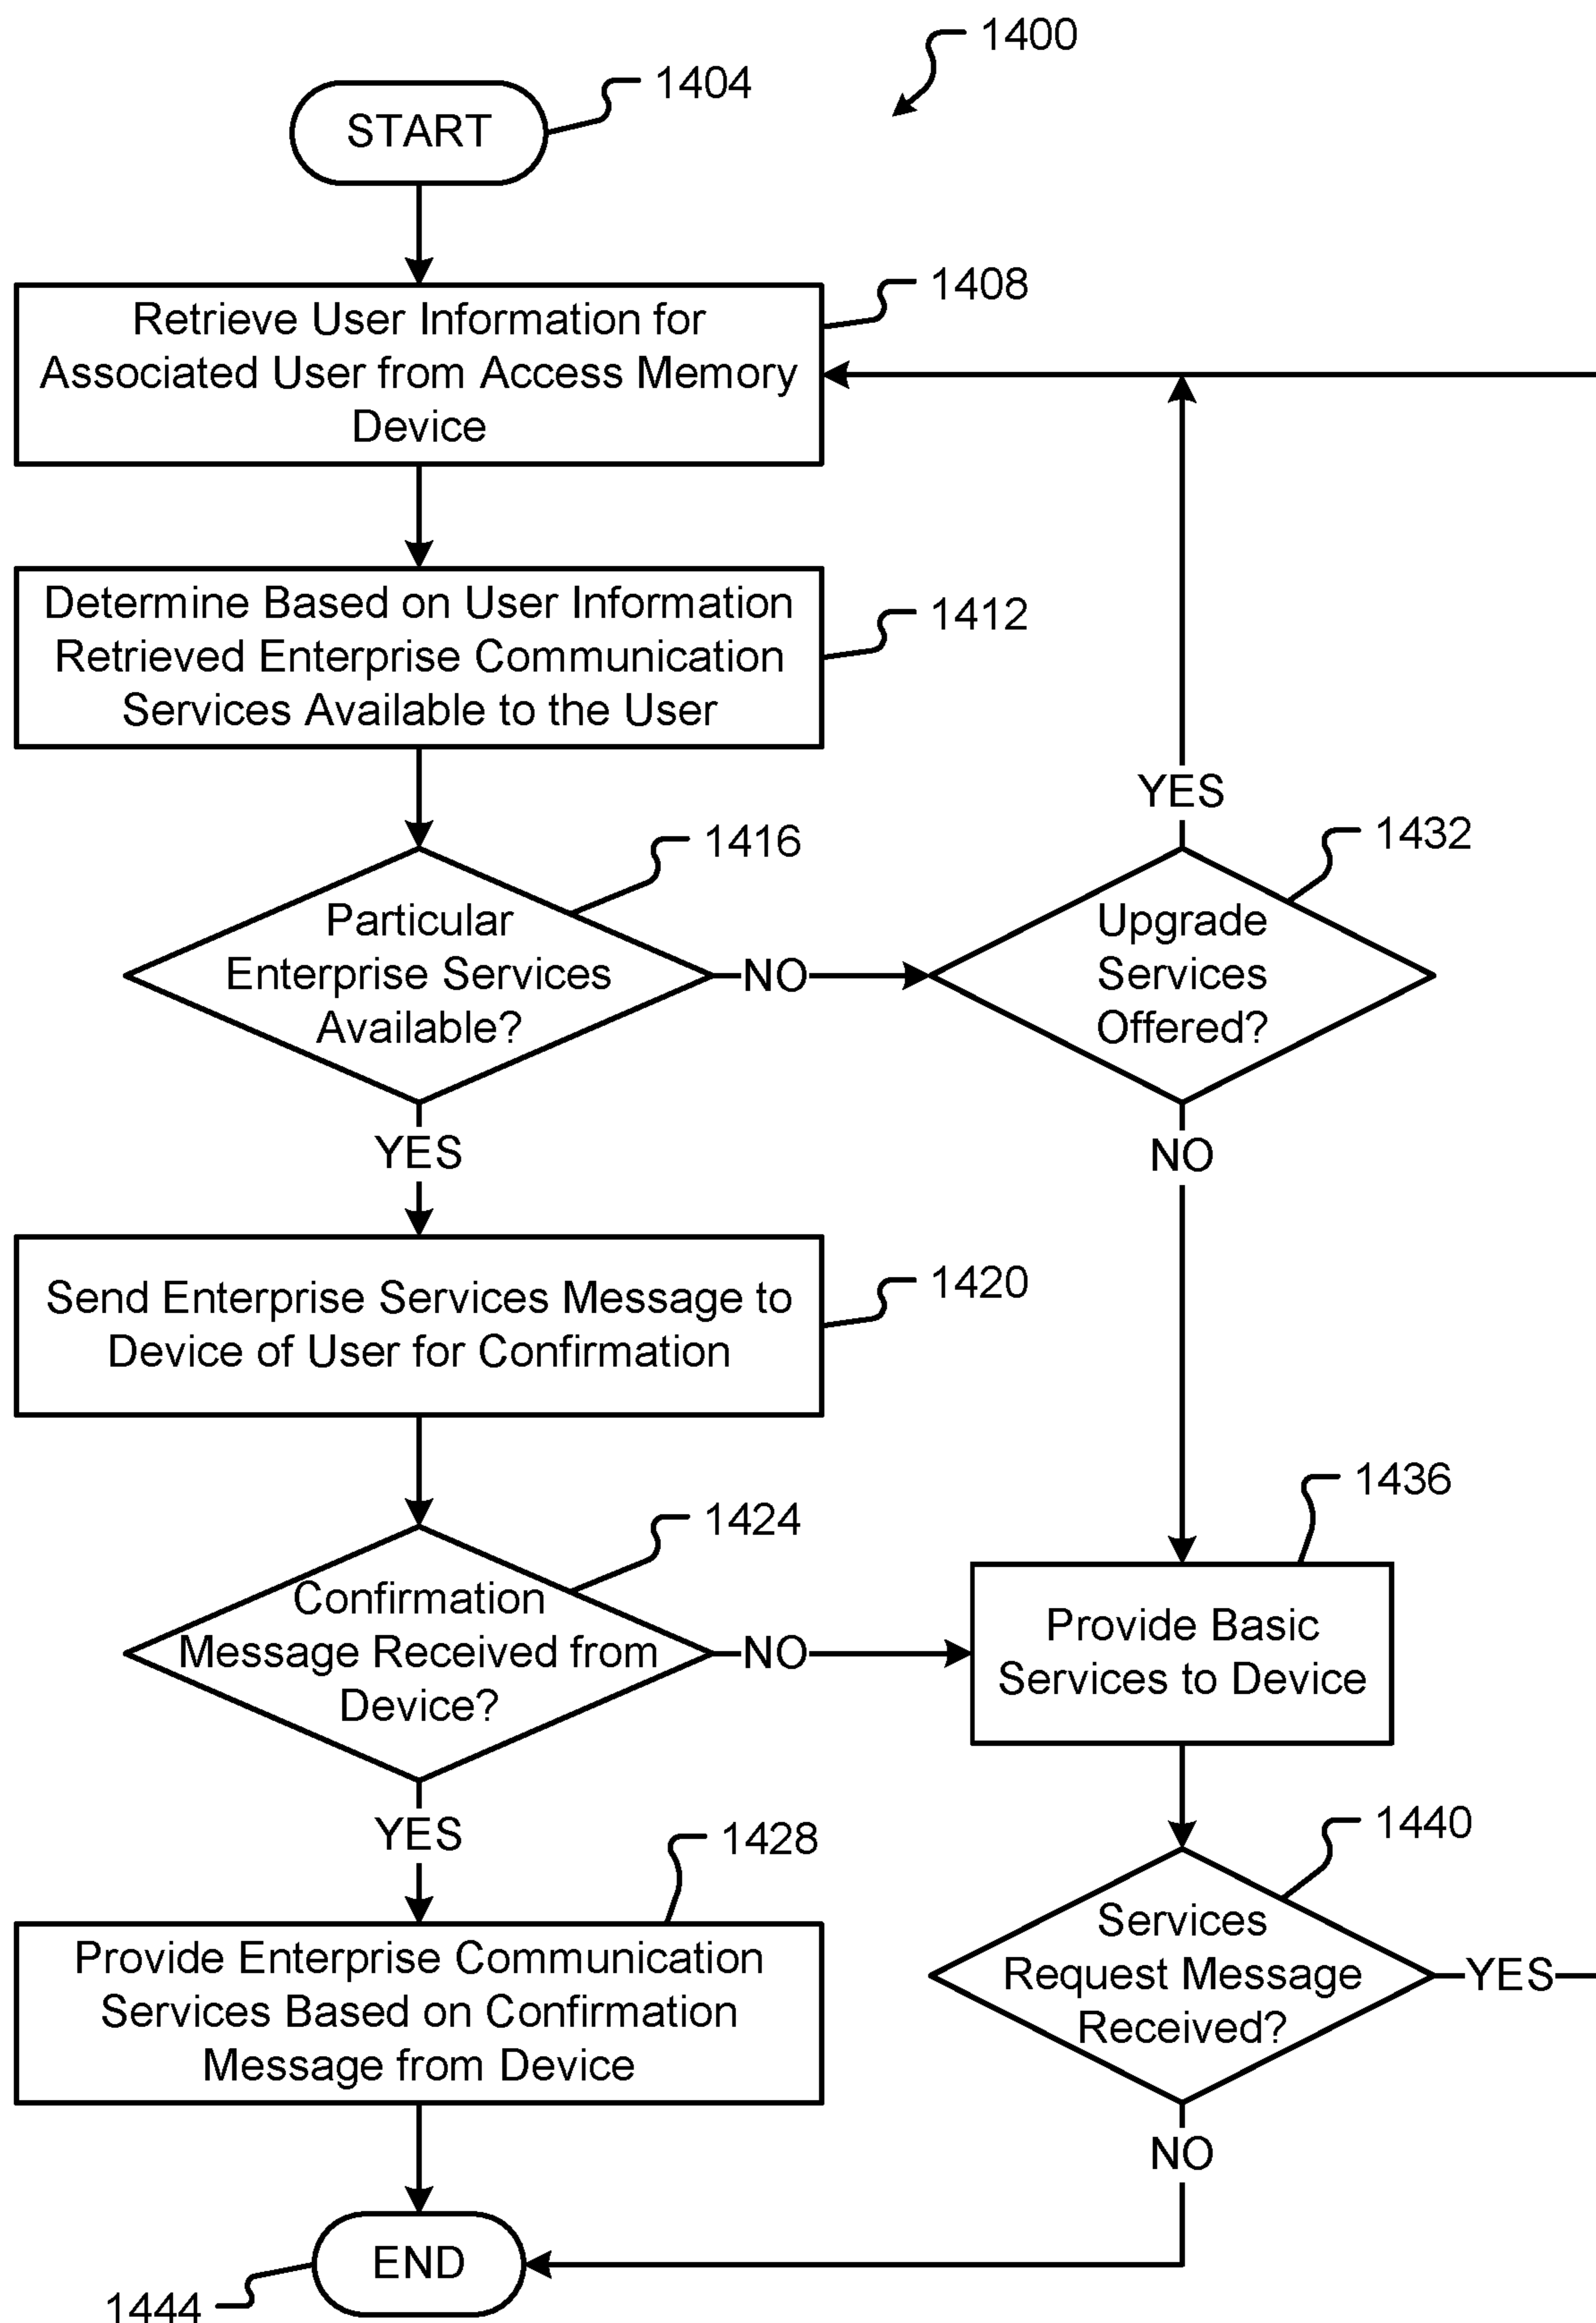 1400
START
1404
Retrieve User Information for
Associated User from Access Memory
Device
1408
Determine Based on User Information
Retrieved Enterprise Communication
Services Available to the User
1412
YES
Particular
Enterprise Services
Available?
1416
NO
Upgrade
Services
Offered?
1432
YES
NO
Send Enterprise Services Message to
Device of User for Confirmation
1420
Confirmation
Message Received from
Device?
1424
NO
Provide Basic
Services to Device
1436
YES
Provide Enterprise Communication
Services Based on Confirmation
Message from Device
1428
Services
Request Message
Received?
1440
YES
NO
END
1444